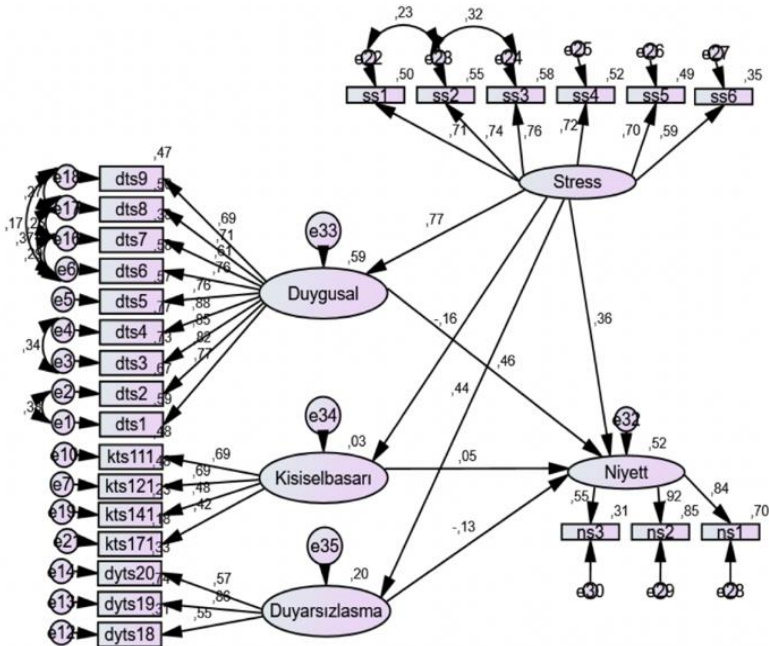 ,23 ,32
e22 e23 e24 e25 e26 e27
,50 ,55 ,58 ,52 ,49 ,35
ss1 ss2 ss3 ss4 ss5 ss6
,71 ,74 ,76 ,72 ,70 ,59
Stress
,77
-,16
,44
,36
,47
e18 dts9
e17 dts8
e16 dts7
e6 dts6
e5 dts5
e4 dts4
e3 dts3
e2 dts2
e1 dts1
,17
,34
,69
,71
,61
,76
,76
,88
,85
,82
,77
e33
,59
Duygusal
,46
e10 kts111
e7 kts121
e19 kts141
e21 kts171
,69
,69
,48
,42
e34
,03
Kisiselbasarı
,05
e14 dyts20
e13 dyts19
e12 dyts18
,57
,86
,55
e35
,20
Duyarsızlasma
-,13
e32
,52
Niyett
,55 ,92 ,84
,31 ,85 ,70
ns3 ns2 ns1
e30 e29 e28